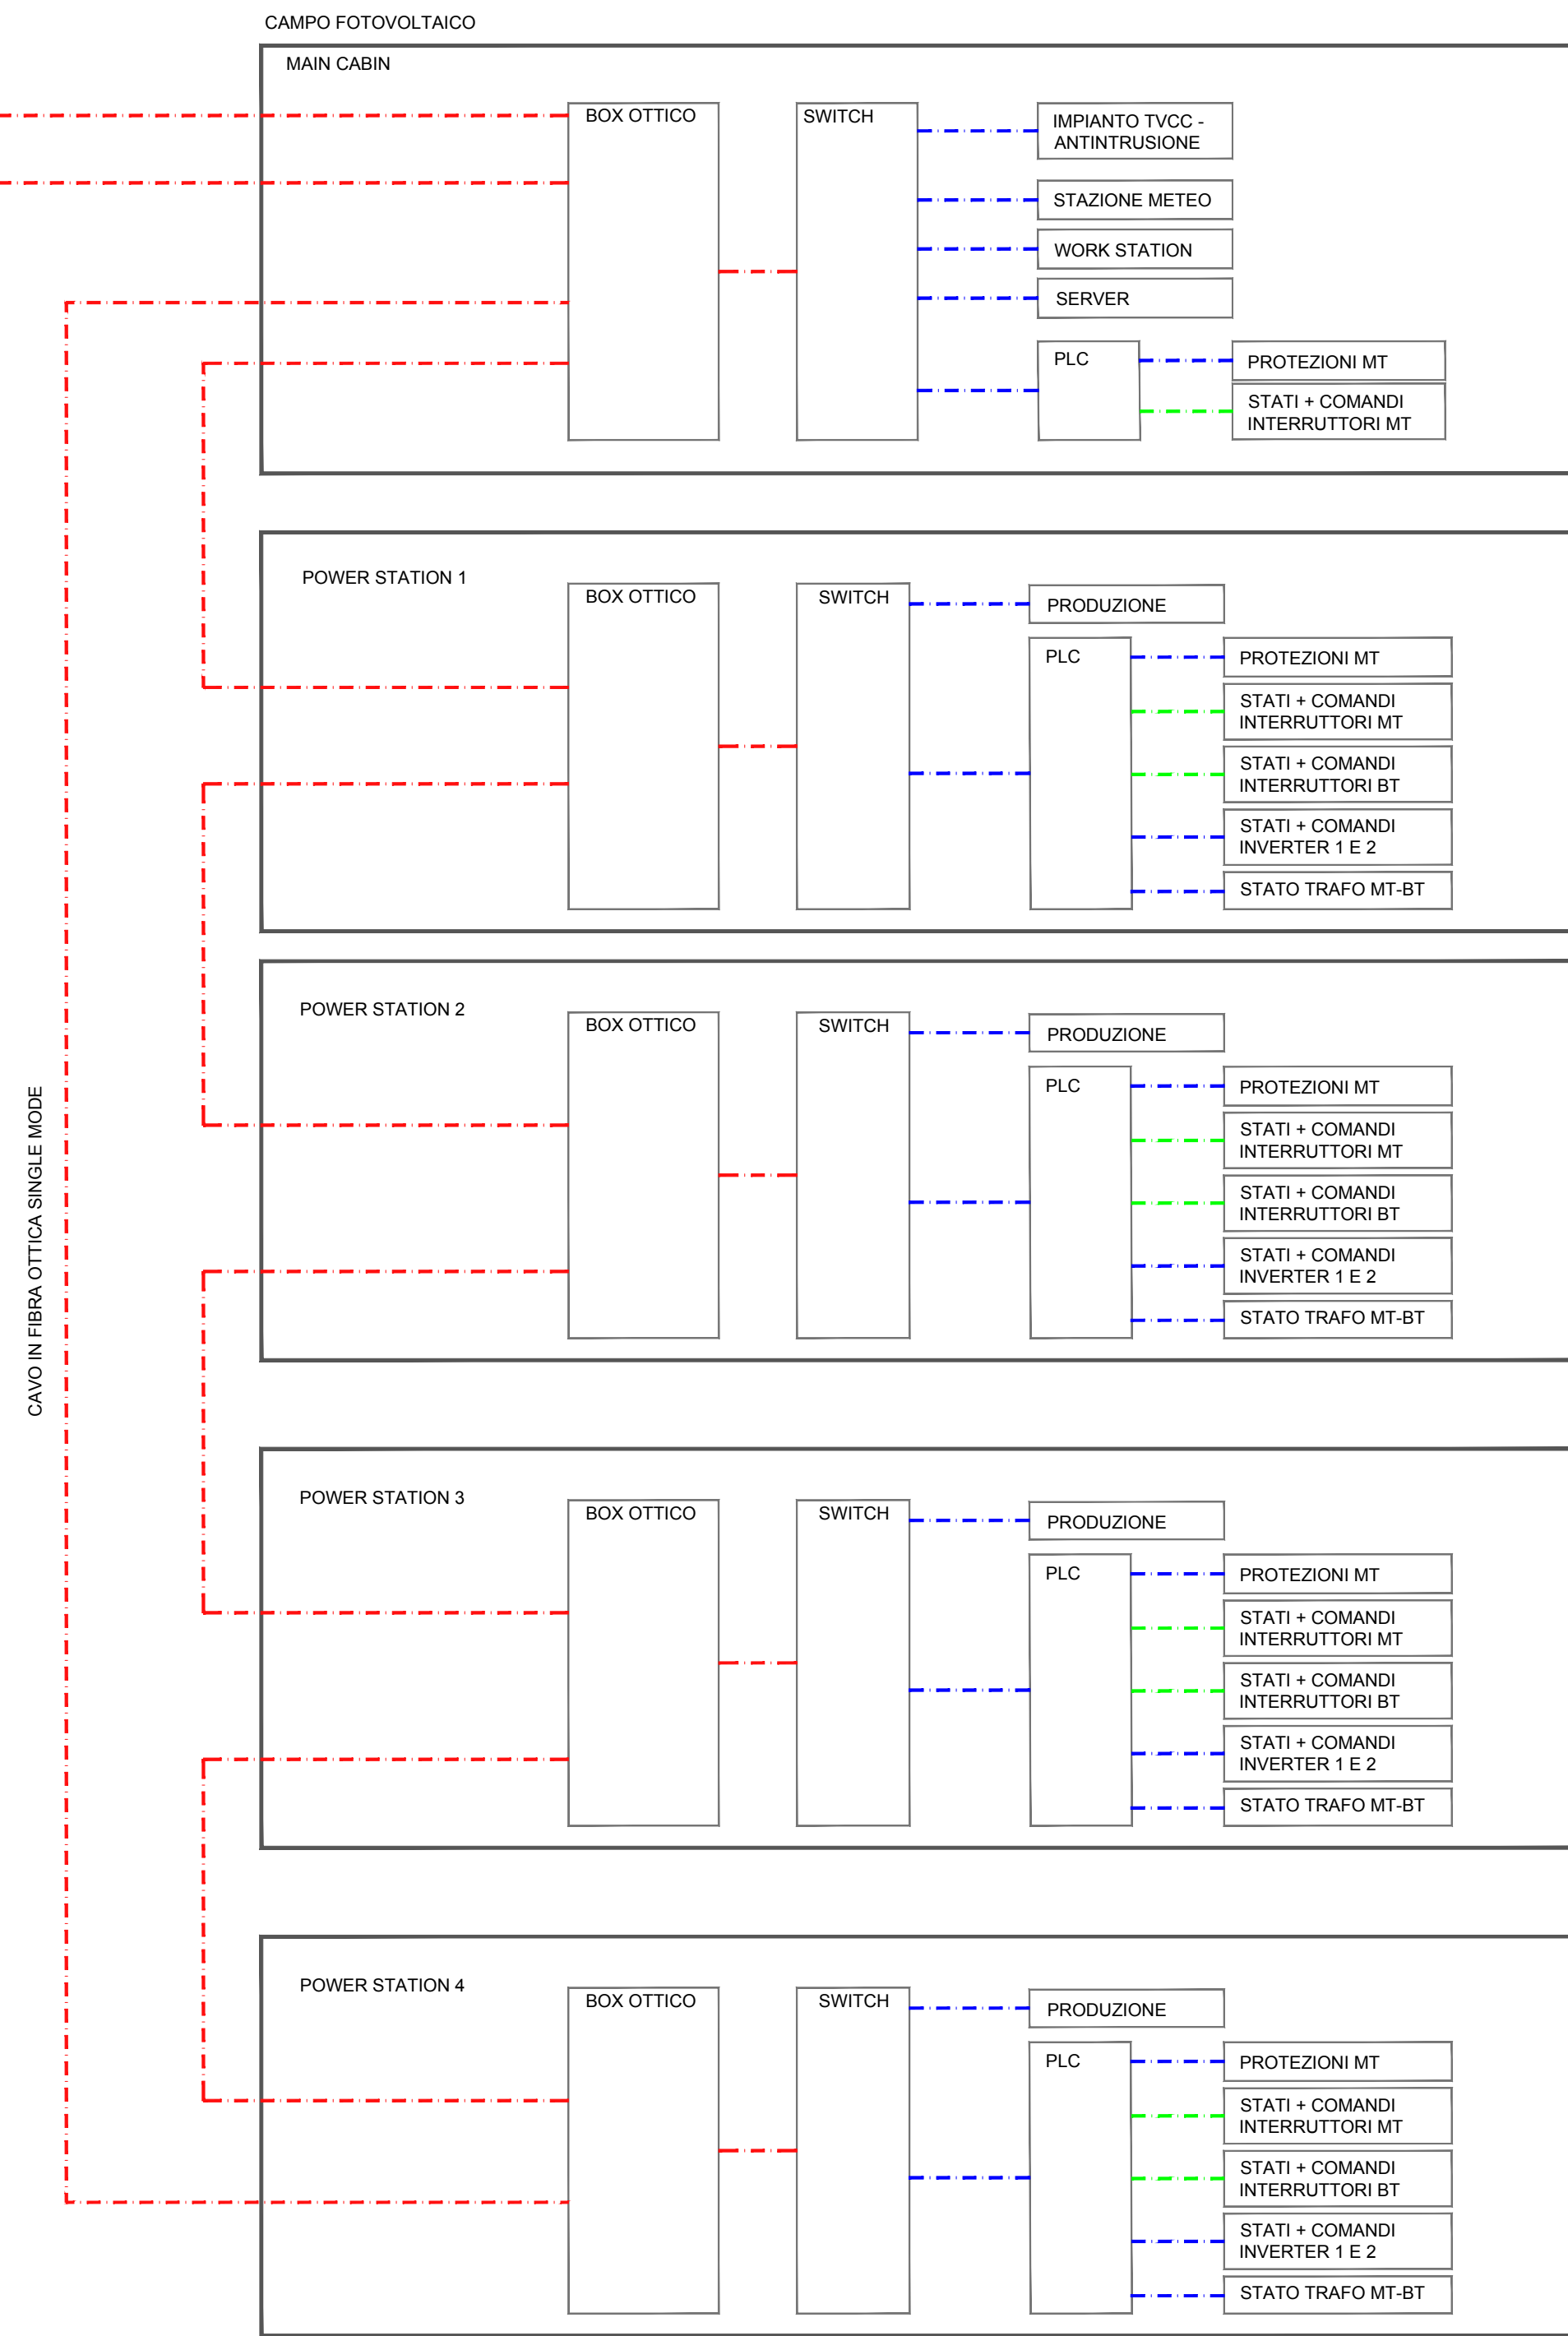 CAMPO FOTOVOLTAICO
MAIN CABIN
BOX OTTICO
SWITCH
IMPIANTO TVCC -
ANTINTRUSIONE
STAZIONE METEO
WORK STATION
SERVER
PLC
PROTEZIONI MT
STATI + COMANDI
INTERRUTTORI MT
POWER STATION 1
BOX OTTICO
SWITCH
PRODUZIONE
PLC
PROTEZIONI MT
STATI + COMANDI
INTERRUTTORI MT
STATI + COMANDI
INTERRUTTORI BT
STATI + COMANDI
INVERTER 1 E 2
STATO TRAFO MT-BT
POWER STATION 2
BOX OTTICO
SWITCH
PRODUZIONE
PLC
PROTEZIONI MT
STATI + COMANDI
INTERRUTTORI MT
STATI + COMANDI
INTERRUTTORI BT
STATI + COMANDI
INVERTER 1 E 2
STATO TRAFO MT-BT
CAVO IN FIBRA OTTICA SINGLE MODE
POWER STATION 3
BOX OTTICO
SWITCH
PRODUZIONE
PLC
PROTEZIONI MT
STATI + COMANDI
INTERRUTTORI MT
STATI + COMANDI
INTERRUTTORI BT
STATI + COMANDI
INVERTER 1 E 2
STATO TRAFO MT-BT
POWER STATION 4
BOX OTTICO
SWITCH
PRODUZIONE
PLC
PROTEZIONI MT
STATI + COMANDI
INTERRUTTORI MT
STATI + COMANDI
INTERRUTTORI BT
STATI + COMANDI
INVERTER 1 E 2
STATO TRAFO MT-BT